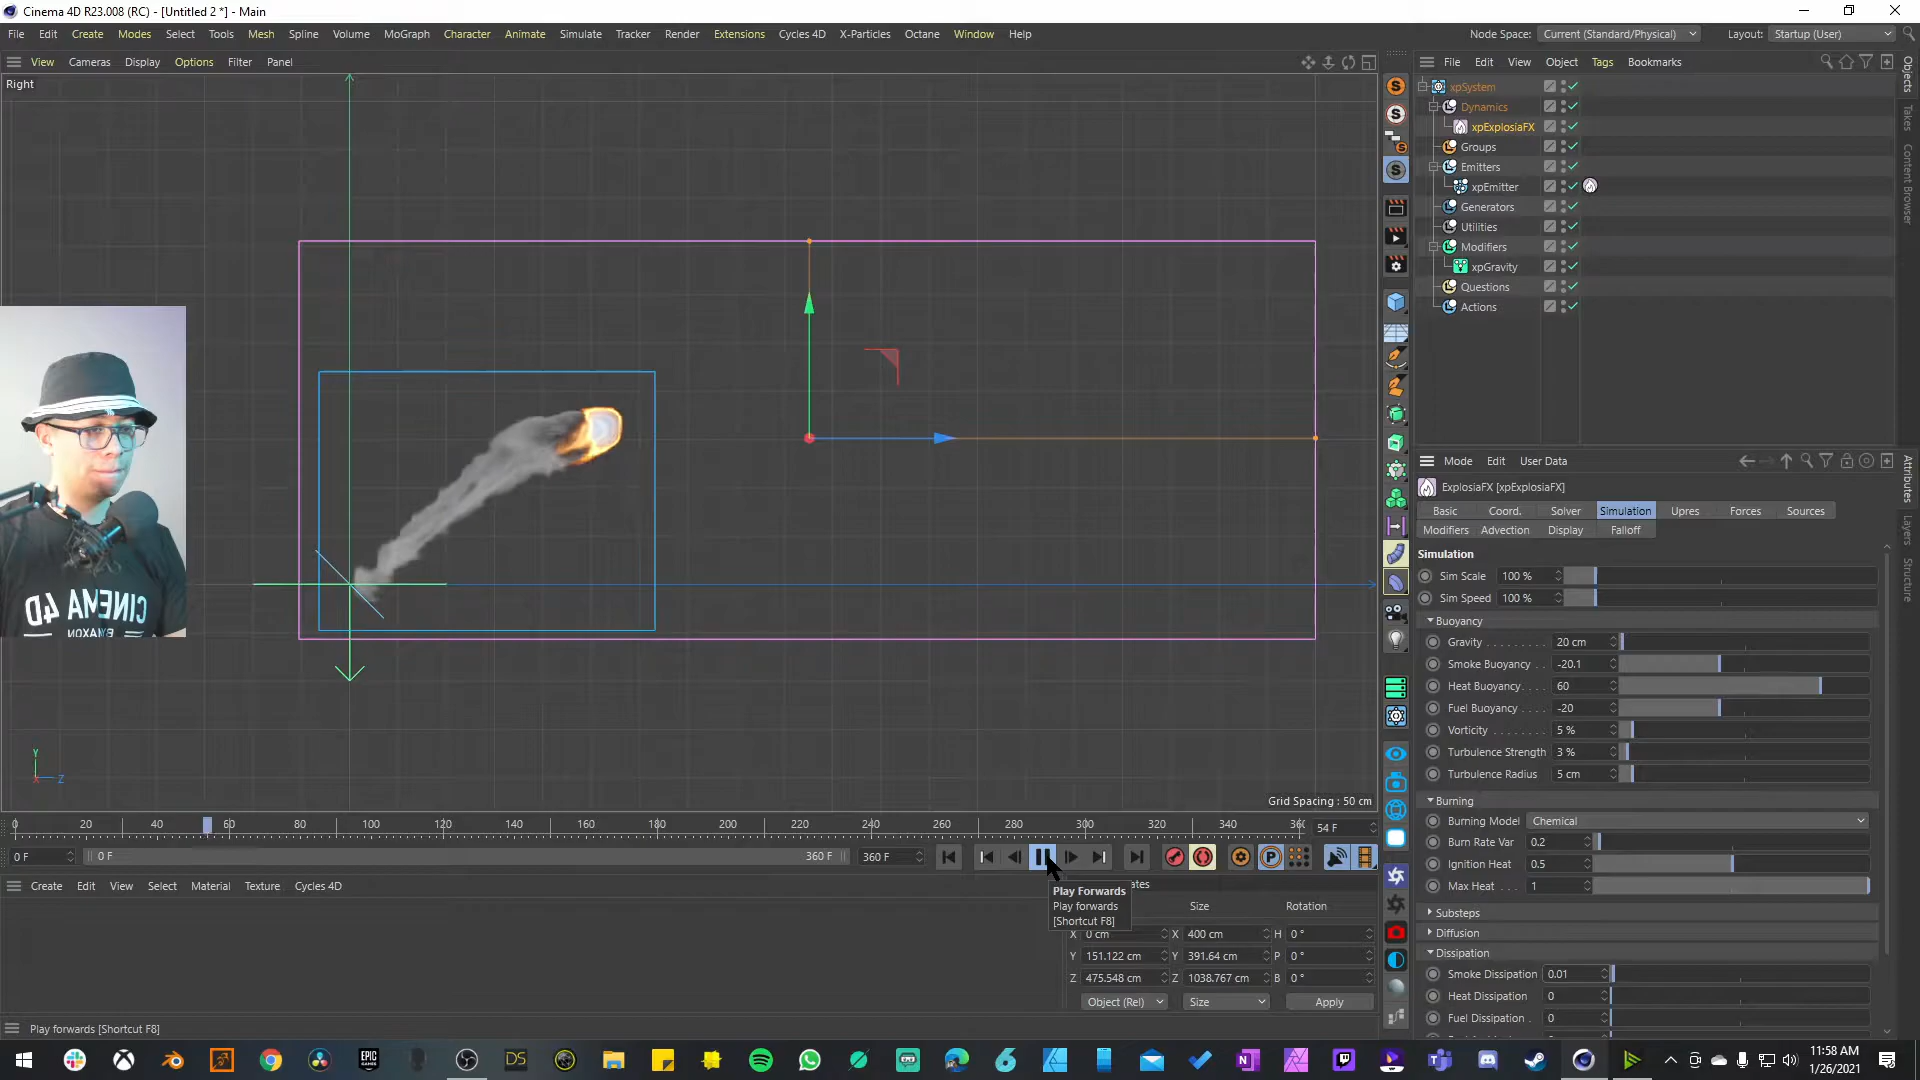 Cinema 4D R23.008 (RC) - [Untitled 2 *] - Main
File Edit Create Modes Select Tools Mesh Spline Volume MoGraph Character Animate Simulate Tracker Render Extensions Cycles 4D X-Particles Octane Window Help
Node Space: Current (Standard/Physical) Layout: Startup (User)
View Cameras Display Options Filter Panel
File Edit View Object Tags Bookmarks
Right
xpSystem
Dynamics
xpExplosiaFX
Groups
Emitters
xpEmitter
Generators
Utilities
Modifiers
xpGravity
Questions
Actions
Objects
Takes
Content Browser
Mode Edit User Data
ExplosiaFX [xpExplosiaFX]
Basic Coord. Solver Simulation Upres Forces Sources
Modifiers Advection Display Falloff
Simulation
Sim Scale 100 %
Sim Speed 100 %
Buoyancy
Gravity 20 cm
Smoke Buoyancy -20.1
Heat Buoyancy 60
Fuel Buoyancy -20
Vorticity 5 %
Turbulence Strength 3 %
Turbulence Radius 5 cm
Burning
Burning Model Chemical
Burn Rate Var 0.2
Ignition Heat 0.5
Max Heat 1
Substeps
Diffusion
Dissipation
Smoke Dissipation 0.01
Heat Dissipation 0
Fuel Dissipation 0
Attributes
Layers
Structure
CINEMA 4D
Y
Z
X
Grid Spacing : 50 cm
0 20 40 60 80 100 120 140 160 180 200 220 240 260 280 300 320 340 36 54 F
0 F 0 F 360 F 360 F
Create Edit View Select Material Texture Cycles 4D
Play Forwards
Play forwards
[Shortcut F8]
Size Rotation
X 0 cm X 400 cm H 0 °
Y 151.122 cm Y 391.64 cm P 0 °
Z 475.548 cm Z 1038.767 cm B 0 °
Object (Rel) Size Apply
Play forwards [Shortcut F8]
EPIC
DS
11:58 AM
1/26/2021